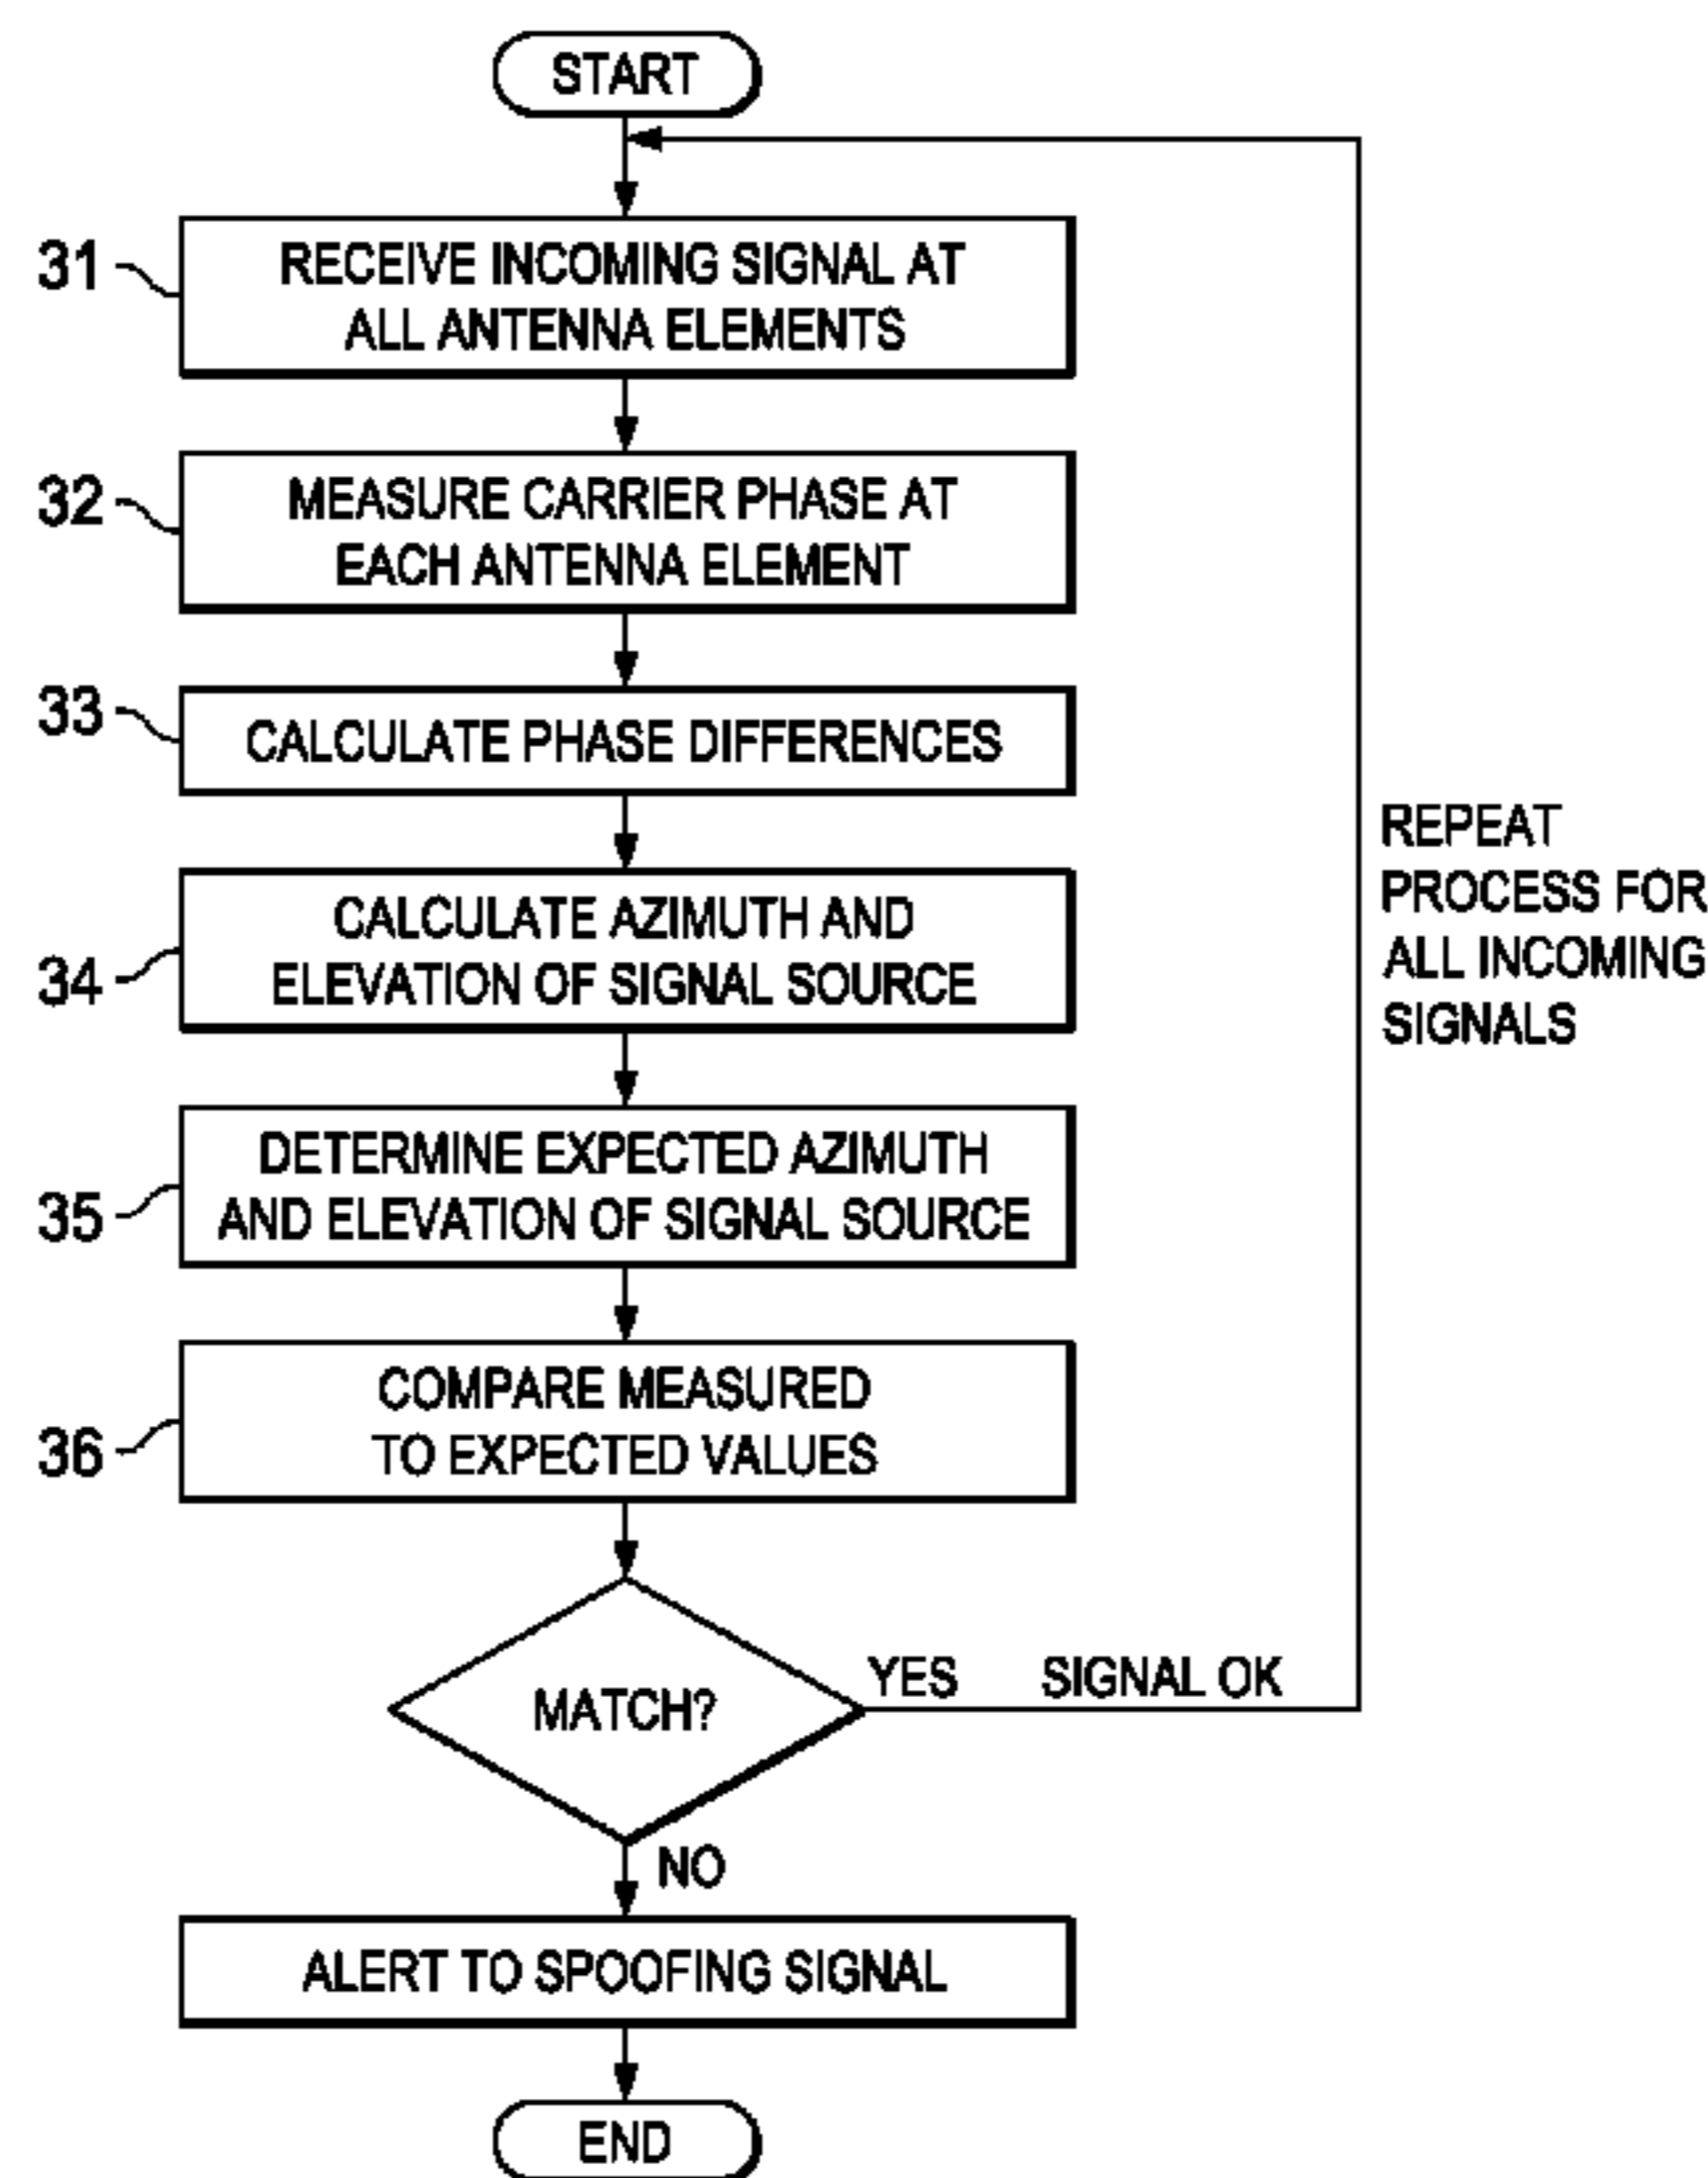 START
31
RECEIVE INCOMING SIGNAL AT
ALL ANTENNA ELEMENTS
32
MEASURE CARRIER PHASE AT
EACH ANTENNA ELEMENT
33
CALCULATE PHASE DIFFERENCES
34
CALCULATE AZIMUTH AND
ELEVATION OF SIGNAL SOURCE
35
DETERMINE EXPECTED AZIMUTH
AND ELEVATION OF SIGNAL SOURCE
36
COMPARE MEASURED
TO EXPECTED VALUES
MATCH?
YES SIGNAL OK
REPEAT
PROCESS FOR
ALL INCOMING
SIGNALS
NO
ALERT TO SPOOFING SIGNAL
END